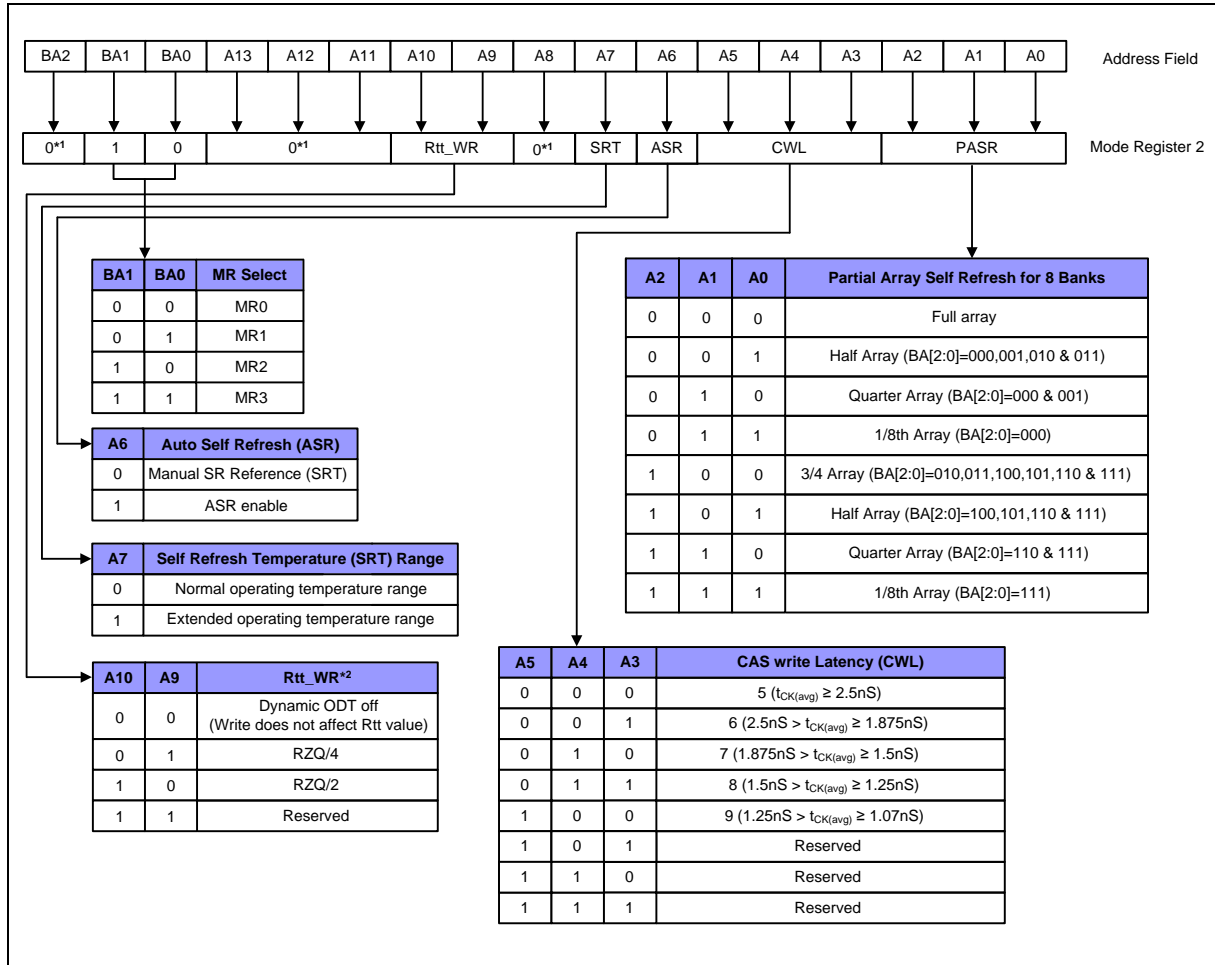 BA2 BA1 BA0 A13 A12 A11 A10 A9 A8 A7 A6 A5 A4 A3 A2 A1 A0 Address Field
0*1 1 0 0*1 Rtt_WR 0*1 SRT ASR CWL PASR Mode Register 2
BA1 BA0 MR Select
0 0 MR0
0 1 MR1
1 0 MR2
1 1 MR3
A6 Auto Self Refresh (ASR)
0 Manual SR Reference (SRT)
1 ASR enable
A7 Self Refresh Temperature (SRT) Range
0 Normal operating temperature range
1 Extended operating temperature range
A10 A9 Rtt_WR*2
0 0 Dynamic ODT off
(Write does not affect Rtt value)
0 1 RZQ/4
1 0 RZQ/2
1 1 Reserved
A2 A1 A0 Partial Array Self Refresh for 8 Banks
0 0 0 Full array
0 0 1 Half Array (BA[2:0]=000,001,010 & 011)
0 1 0 Quarter Array (BA[2:0]=000 & 001)
0 1 1 1/8th Array (BA[2:0]=000)
1 0 0 3/4 Array (BA[2:0]=010,011,100,101,110 & 111)
1 0 1 Half Array (BA[2:0]=100,101,110 & 111)
1 1 0 Quarter Array (BA[2:0]=110 & 111)
1 1 1 1/8th Array (BA[2:0]=111)
A5 A4 A3 CAS write Latency (CWL)
0 0 0 5 (tCK(avg) ≥ 2.5nS)
0 0 1 6 (2.5nS > tCK(avg) ≥ 1.875nS)
0 1 0 7 (1.875nS > tCK(avg) ≥ 1.5nS)
0 1 1 8 (1.5nS > tCK(avg) ≥ 1.25nS)
1 0 0 9 (1.25nS > tCK(avg) ≥ 1.07nS)
1 0 1 Reserved
1 1 0 Reserved
1 1 1 Reserved